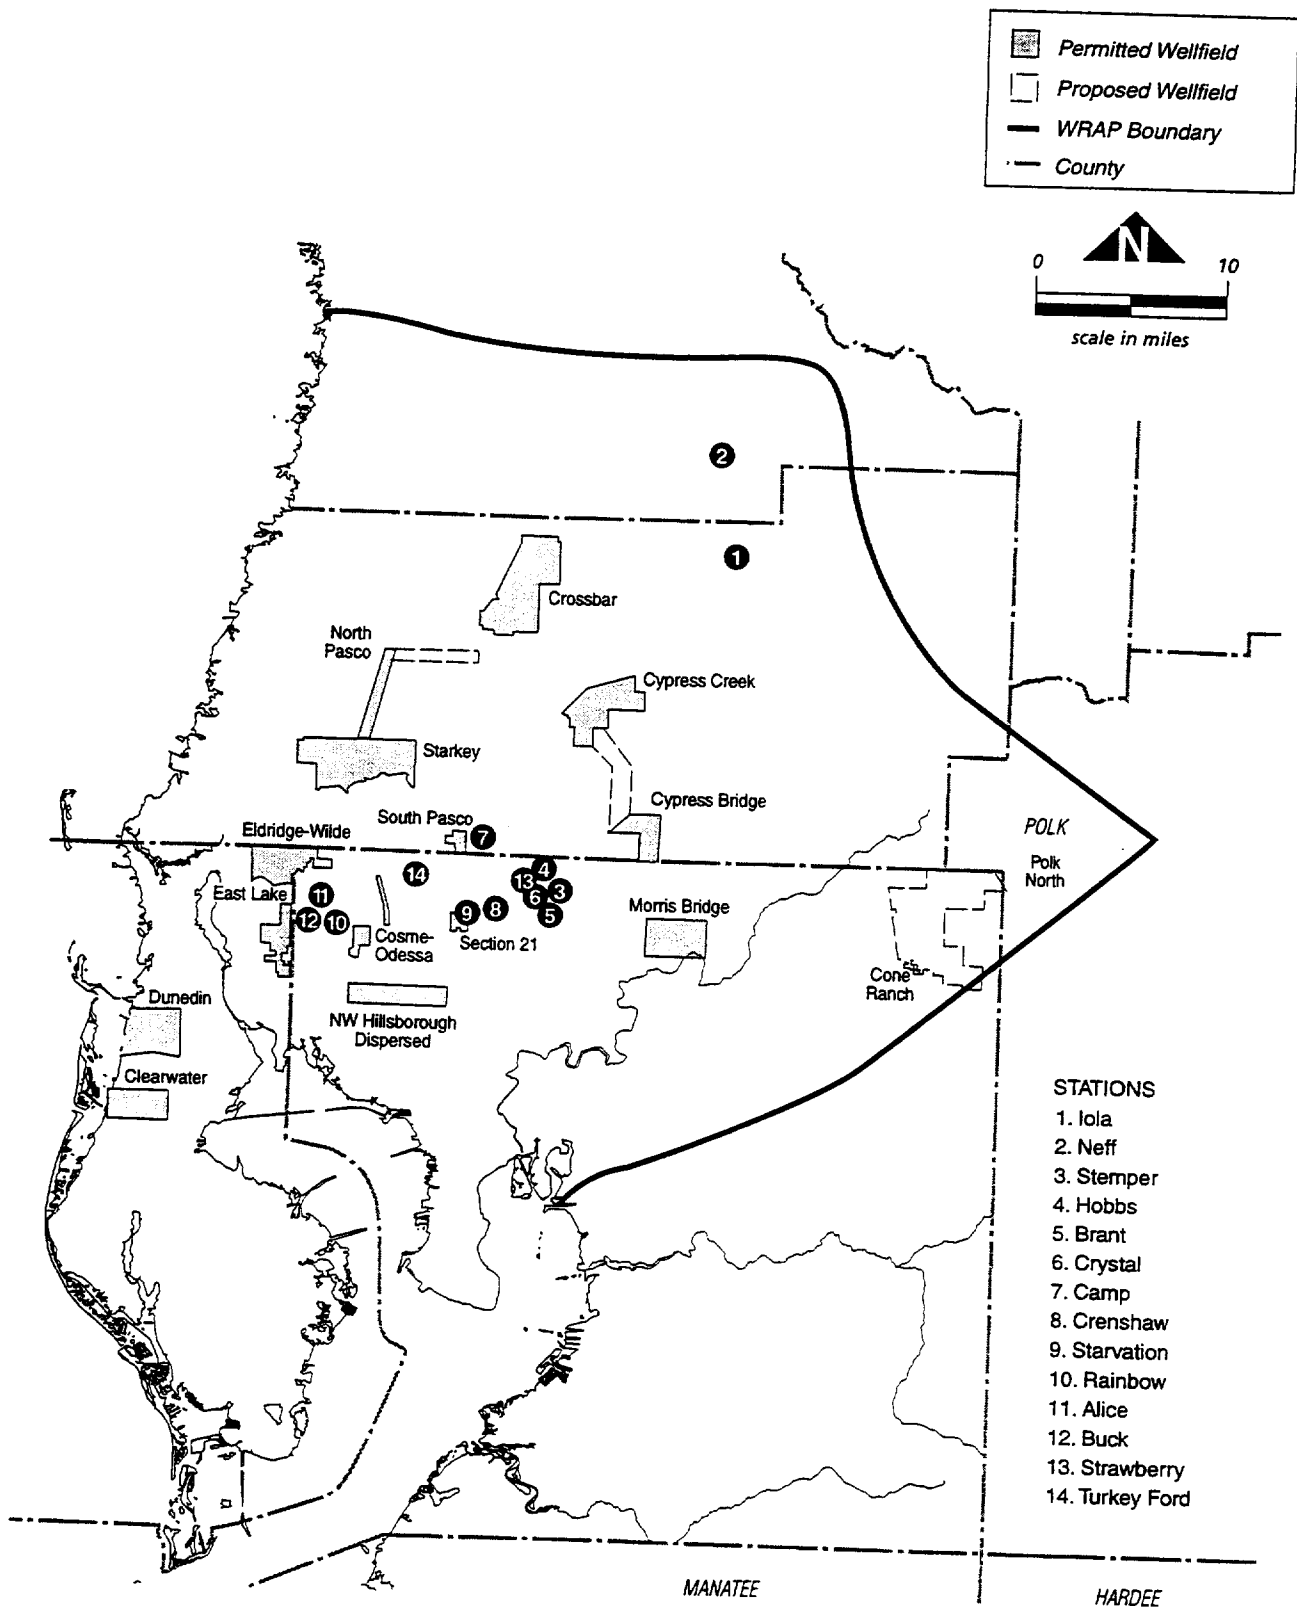 Permitted Wellfield
Proposed Wellfield
WRAP Boundary
County
N
0 10
scale in miles
2
1
Crossbar
North
Pasco
Cypress Creek
Starkey
Cypress Bridge
South Pasco
7
Eldridge-Wilde
POLK
Polk
North
4
14
13
3
6
East Lake
11
12
10
9
8
5
Morris Bridge
Cosme-
Odessa
Section 21
Cone
Ranch
Dunedin
NW Hillsborough
Dispersed
Clearwater
STATIONS
1. Iola
2. Neff
3. Stemper
4. Hobbs
5. Brant
6. Crystal
7. Camp
8. Crenshaw
9. Starvation
10. Rainbow
11. Alice
12. Buck
13. Strawberry
14. Turkey Ford
MANATEE
HARDEE